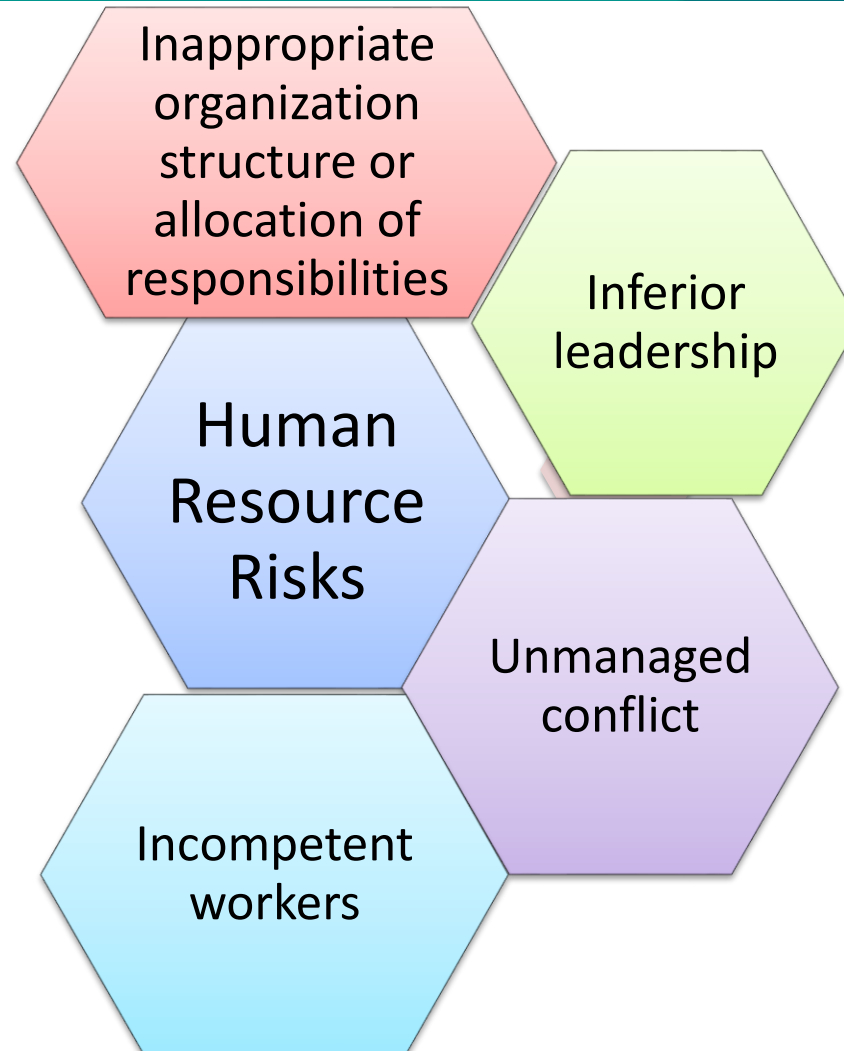 Inappropriate
organization
structure or
allocation of
responsibilities
Inferior
leadership
Human
Resource
Risks
Unmanaged
conflict
Incompetent
workers